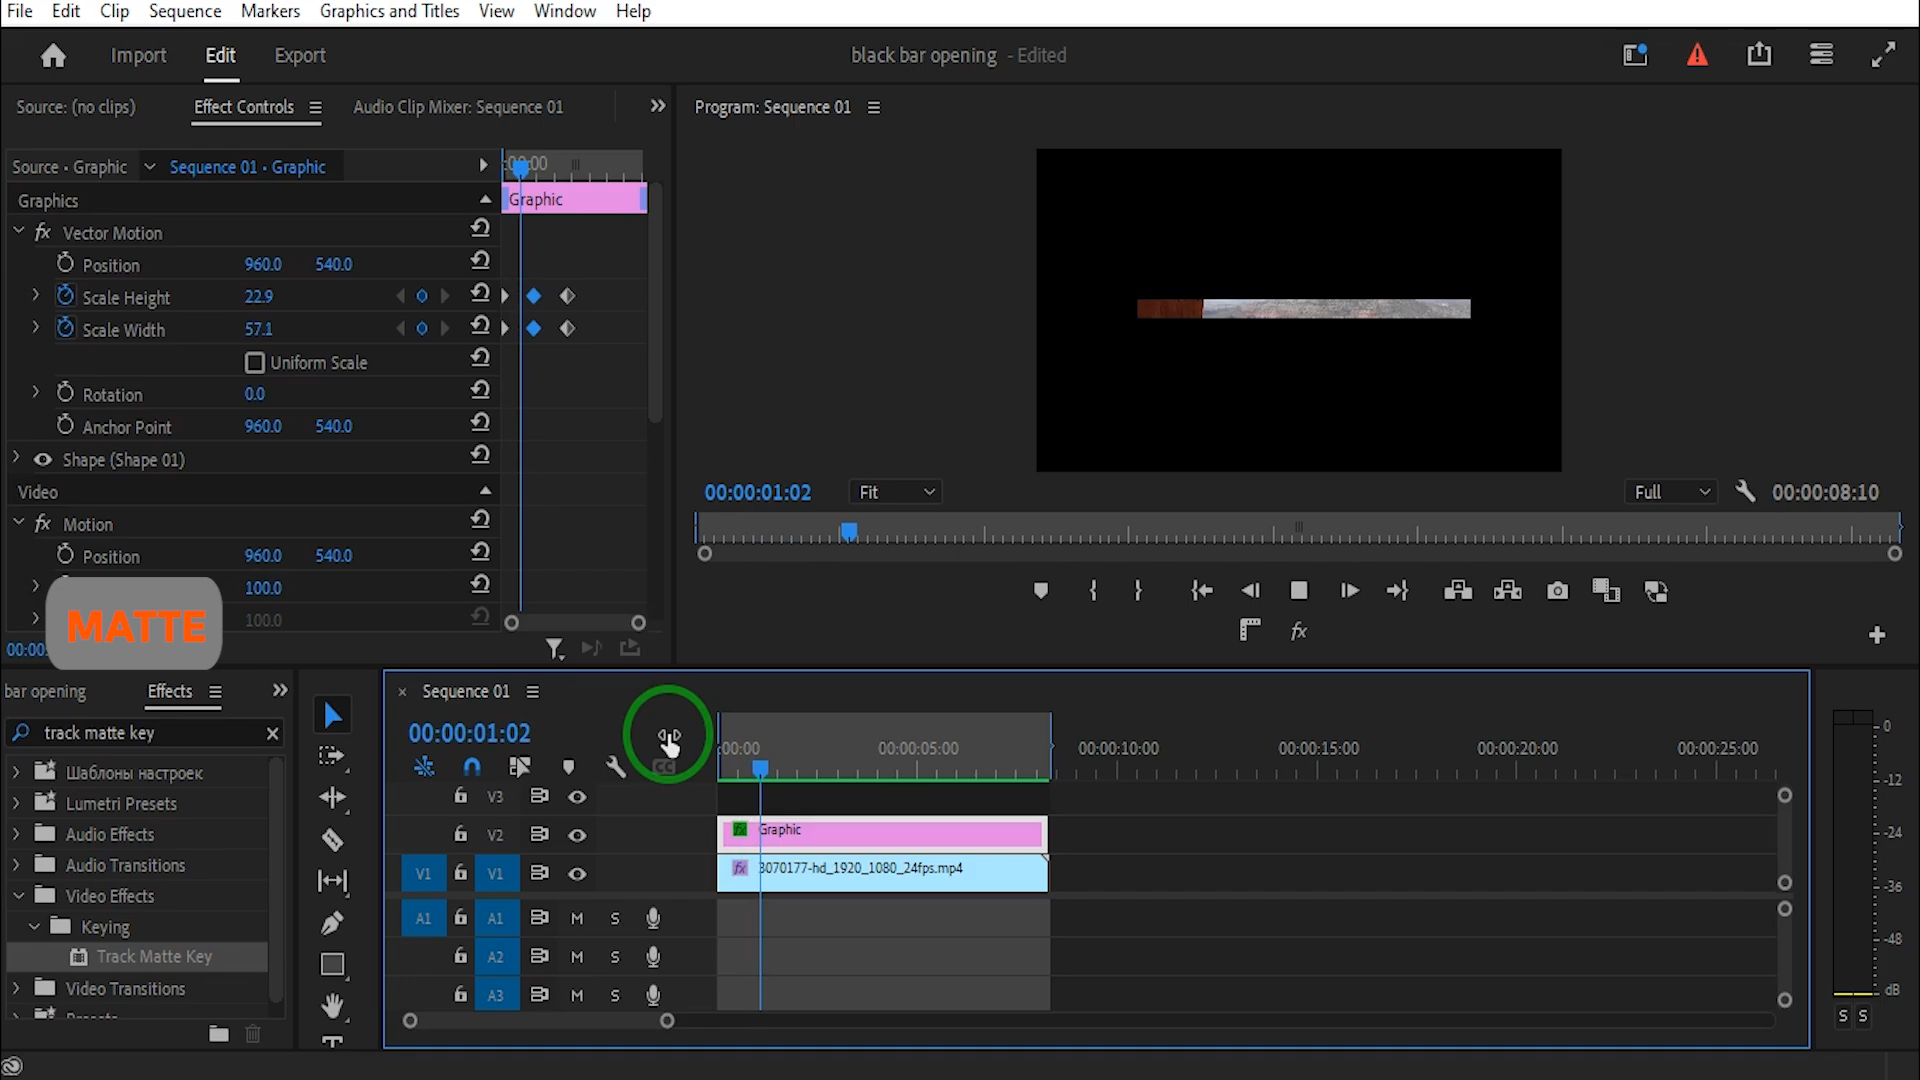 File Edit Clip Sequence Markers Graphics and Titles View Window Help
Import Edit Export black bar opening - Edited
Source: (no clips) Effect Controls Audio Clip Mixer: Sequence 01 Program: Sequence 01
Source • Graphic Sequence 01 • Graphic
Graphics Graphic
fx Vector Motion
Position 960.0 540.0
Scale Height 22.9
Scale Width 57.1
Uniform Scale
Rotation 0.0
Anchor Point 960.0 540.0
Shape (Shape 01)
Video
fx Motion
Position 960.0 540.0
100.0
100.0
MATTE
00:00:01:02 Fit Full 00:00:08:10
fx
bar opening Effects
track matte key
Шаблоны настроек
Lumetri Presets
Audio Effects
Audio Transitions
Video Effects
Keying
Track Matte Key
Video Transitions
Sequence 01
00:00:01:02
:00:00 00:00:05:00 00:00:10:00 00:00:15:00 00:00:20:00 00:00:25:00
V3
V2 fx Graphic
V1 V1 fx 3070177-hd_1920_1080_24fps.mp4
A1 A1 M S
A2 M S
A3 M S
0
-12
-24
-36
-48
dB
S S